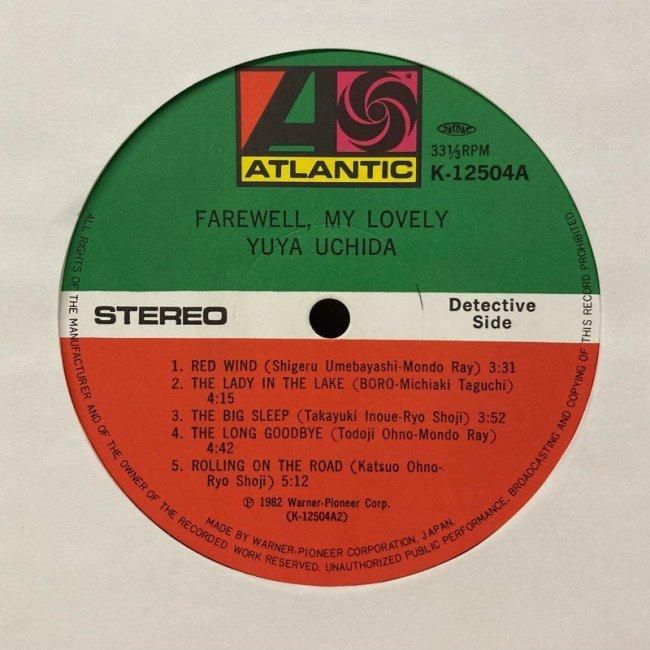 ATLANTIC
JASRAC
33⅓RPM
K-12504A
FAREWELL, MY LOVELY
YUYA UCHIDA
STEREO
Detective
Side
1. RED WIND (Shigeru Umebayashi-Mondo Ray) 3:31
2. THE LADY IN THE LAKE (BORO-Michiaki Taguchi)
4:15
3. THE BIG SLEEP (Takayuki Inoue-Ryo Shoji) 3:52
4. THE LONG GOODBYE (Todoji Ohno-Mondo Ray)
4:42
5. ROLLING ON THE ROAD (Katsuo Ohno-
Ryo Shoji) 5:12
Ⓟ 1982 Warner-Pioneer Corp.
(K-12504A2)
MADE BY WARNER-PIONEER CORPORATION, JAPAN.
ALL RIGHTS OF THE MANUFACTURER AND OF THE OWNER OF THE RECORDED WORK RESERVED. UNAUTHORIZED PUBLIC PERFORMANCE, BROADCASTING AND COPYING OF THIS RECORD PROHIBITED